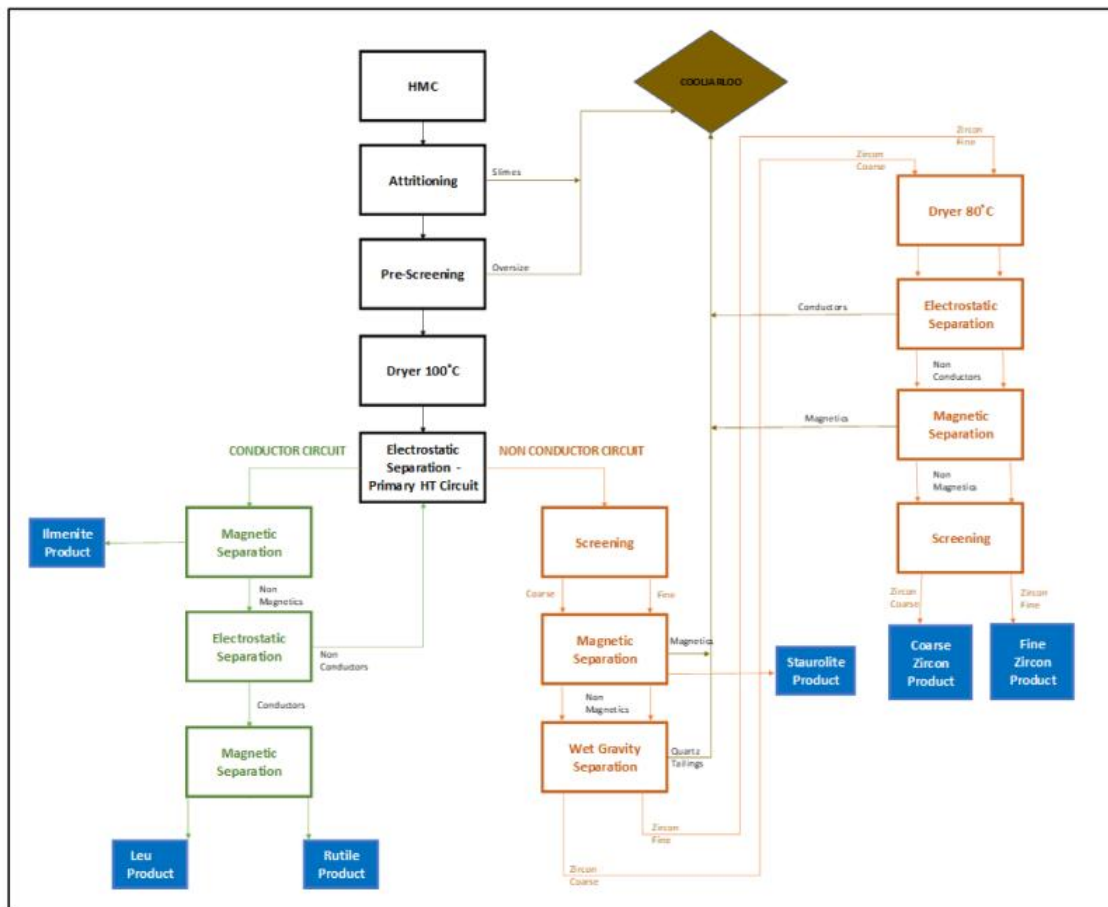 HMC
COOLJARLOO
Attritioning
Slimes
Pre-Screening
Oversize
Dryer 100°C
CONDUCTOR CIRCUIT
Electrostatic
Separation -
Primary HT Circuit
NON CONDUCTOR CIRCUIT
Ilmenite
Product
Magnetic
Separation
Non
Magnetics
Electrostatic
Separation
Non
Conductors
Conductors
Magnetic
Separation
Leu
Product
Rutile
Product
Screening
Coarse
Fine
Magnetic
Separation
Magnetics
Staurolite
Product
Non
Magnetics
Wet Gravity
Separation
Quartz
Tailings
Zircon
Fine
Zircon
Coarse
Zircon
Coarse
Zircon
Fine
Dryer 80°C
Conductors
Electrostatic
Separation
Non
Conductors
Magnetics
Magnetic
Separation
Non
Magnetics
Screening
Zircon
Coarse
Zircon
Fine
Coarse
Zircon
Product
Fine
Zircon
Product